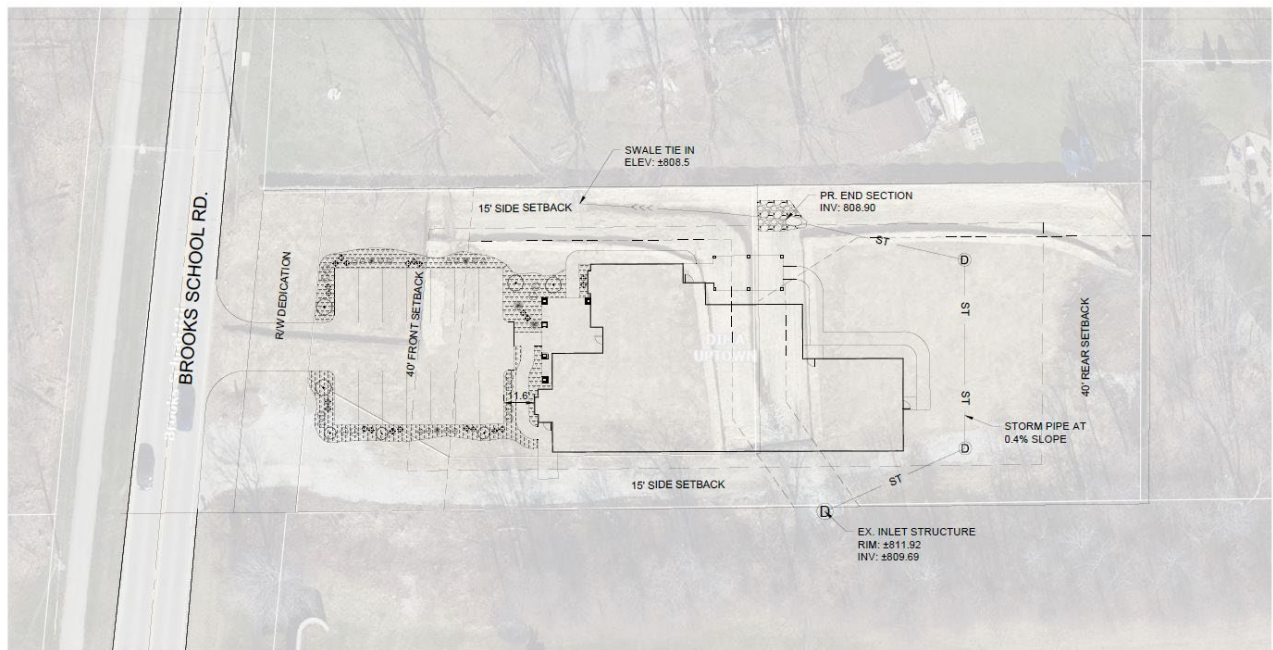 SWALE TIE IN
ELEV: ±808.5
15' SIDE SETBACK
<<<
PR. END SECTION
INV: 808.90
ST
D
BROOKS SCHOOL RD.
R/W DEDICATION
40' FRONT SETBACK
ST
40' REAR SETBACK
UPTOWN
1.6'
ST
STORM PIPE AT
0.4% SLOPE
D
15' SIDE SETBACK
ST
D
EX. INLET STRUCTURE
RIM: ±811.92
INV: ±809.69